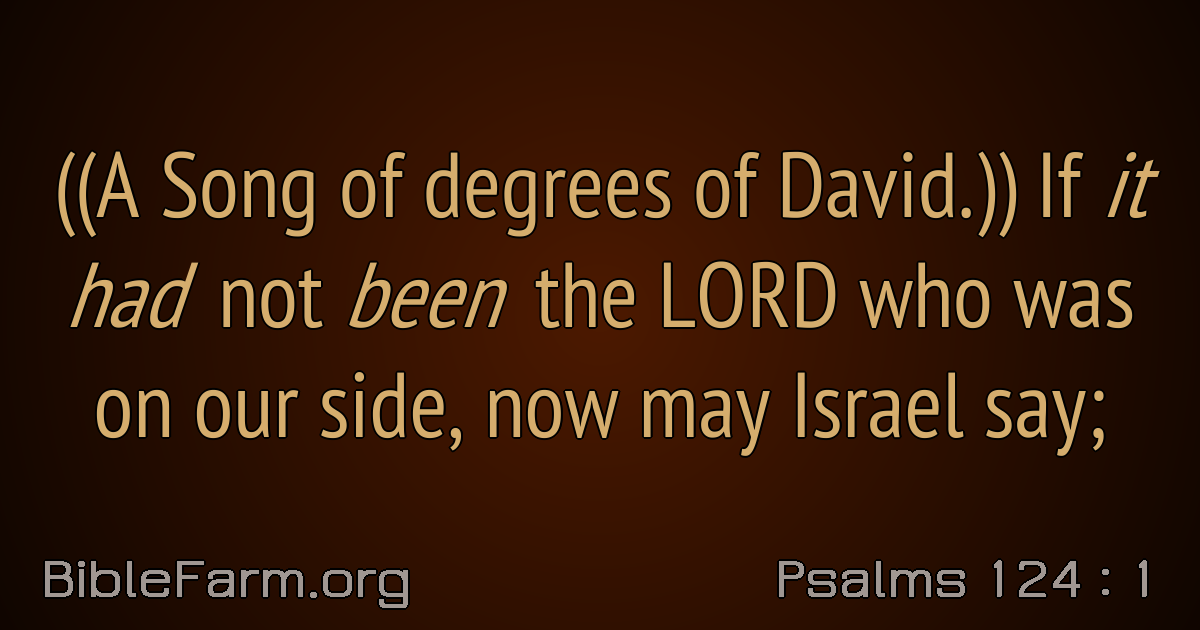 ((A Song of degrees of David.)) If it
had not been the LORD who was
on our side, now may Israel say;
BibleFarm.org
Psalms 124 : 1